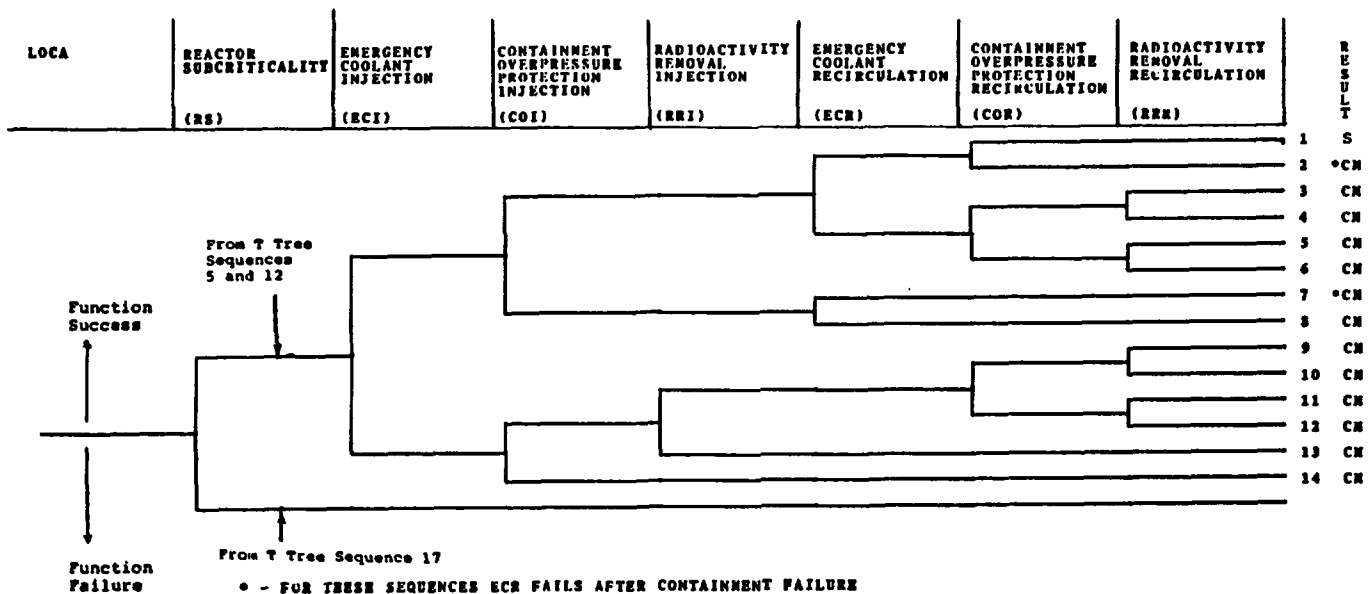 LOCA
REACTOR
SUBCRITICALITY
(RS)
EMERGENCY
COOLANT
INJECTION
(ECI)
CONTAINMENT
OVERPRESSURE
PROTECTION
INJECTION
(COI)
RADIOACTIVITY
REMOVAL
INJECTION
(RRI)
EMERGENCY
COOLANT
RECIRCULATION
(ECR)
CONTAINMENT
OVERPRESSURE
PROTECTION
RECIRCULATION
(COR)
RADIOACTIVITY
REMOVAL
RECIRCULATION
(RRR)
RESULT
1 S
2 *CM
3 CM
4 CM
5 CM
6 CM
7 *CM
8 CM
9 CM
10 CM
11 CM
12 CM
13 CM
14 CM
From T Tree
Sequences
5 and 12
Function
Success
Function
Failure
From T Tree Sequence 17
* - FOR THESE SEQUENCES ECR FAILS AFTER CONTAINMENT FAILURE